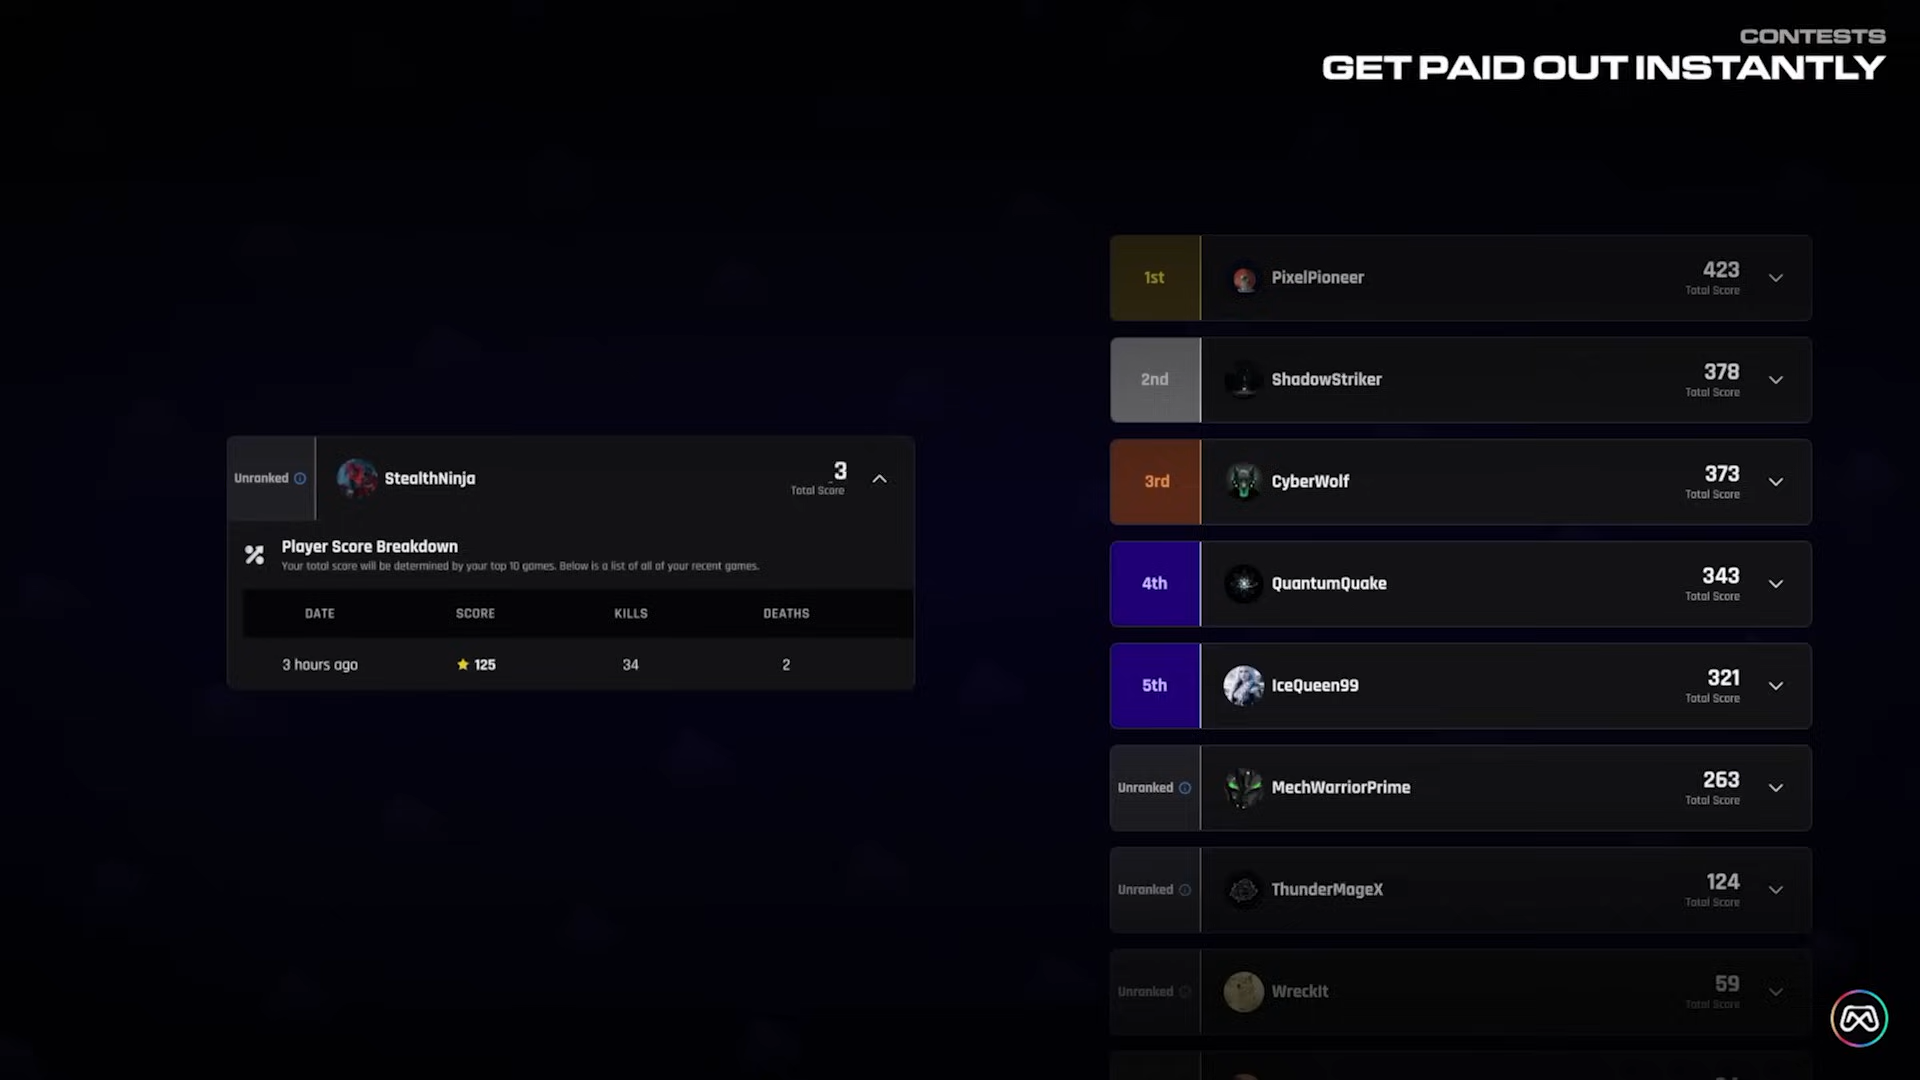 CONTESTS
GET PAID OUT INSTANTLY
Unranked
StealthNinja
3
Total Score
Player Score Breakdown
Your total score will be determined by your top 10 games. Below is a list of all of your recent games.
DATE SCORE KILLS DEATHS
3 hours ago 125 34 2
1st PixelPioneer 423
Total Score
2nd ShadowStriker 378
Total Score
3rd CyberWolf 373
Total Score
4th QuantumQuake 343
Total Score
5th IceQueen99 321
Total Score
Unranked MechWarriorPrime 263
Total Score
Unranked ThunderMageX 124
Total Score
Unranked WreckIt 59
Total Score